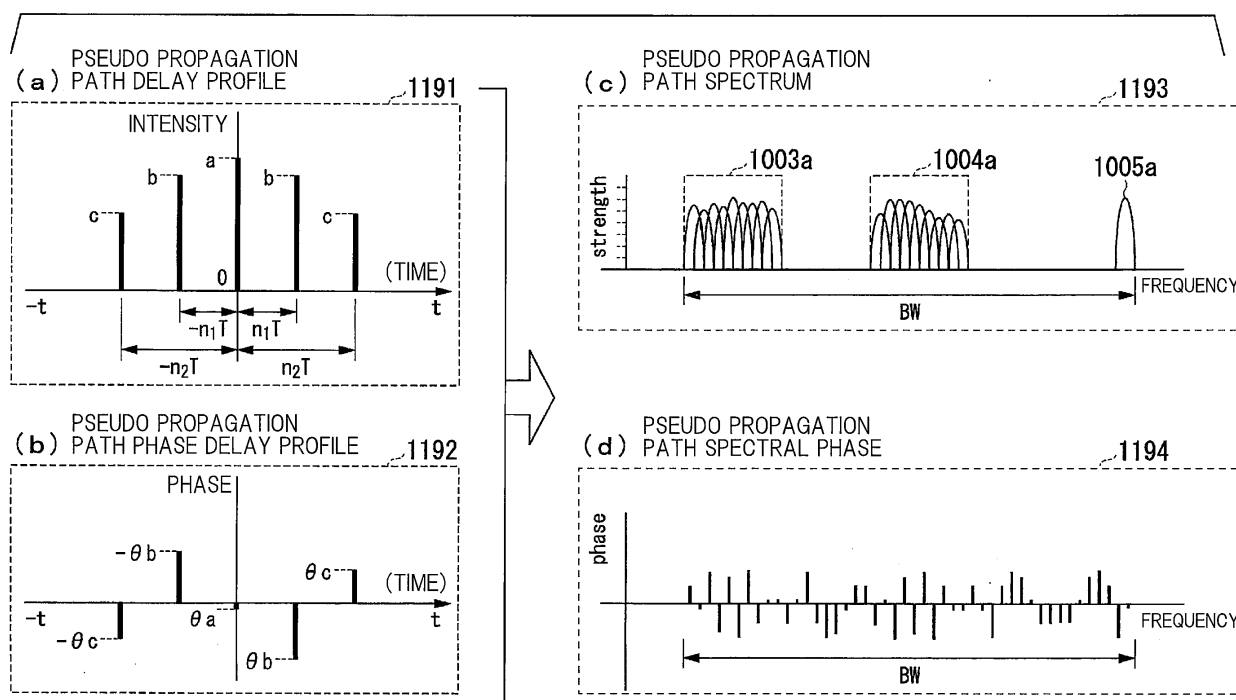 PSEUDO PROPAGATION
(a) PATH DELAY PROFILE
1191
INTENSITY
a
b
b
c
c
0
(TIME)
-t
t
-n₁T
n₁T
-n₂T
n₂T
PSEUDO PROPAGATION
(b) PATH PHASE DELAY PROFILE
1192
PHASE
-θb
θc
(TIME)
-t
θa
t
-θc
θb
PSEUDO PROPAGATION
(c) PATH SPECTRUM
1193
1003a
1004a
1005a
strength
FREQUENCY
BW
PSEUDO PROPAGATION
(d) PATH SPECTRAL PHASE
1194
phase
FREQUENCY
BW